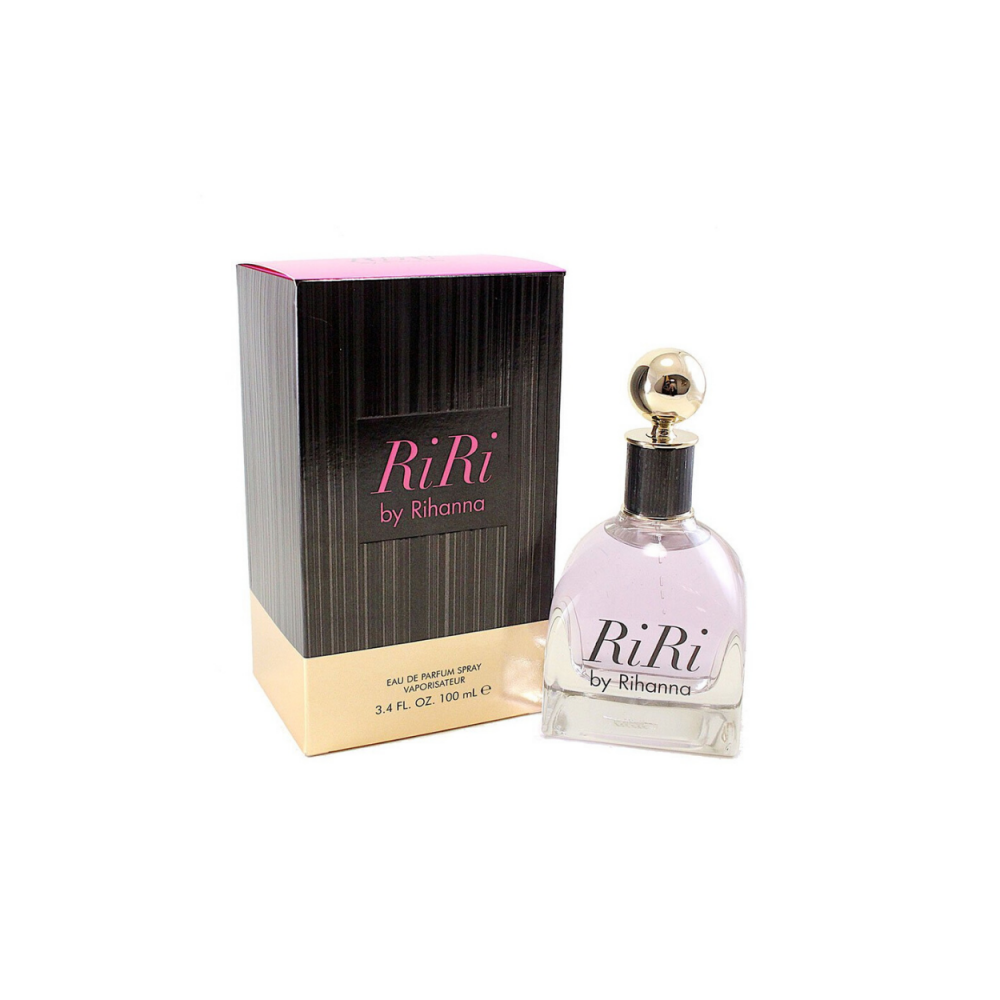 RiRi
by Rihanna
EAU DE PARFUM SPRAY
VAPORISATEUR
3.4 FL. OZ. 100 mL ℮
RiRi
by Rihanna